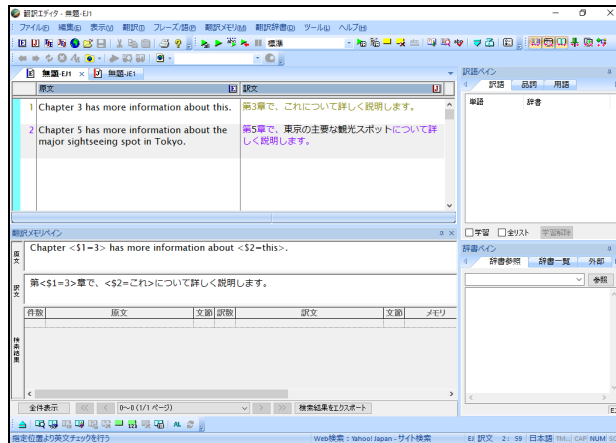 翻訳エディタ - 無題-EJ1
ファイル(F) 編集(E) 表示(V) 翻訳(T) フレーズ/語(P) 翻訳メモリ(M) 翻訳辞書(D) ツール(L) ヘルプ(H)
標準
無題-EJ1 × 無題-JE1
原文 E 訳文 J
1 Chapter 3 has more information about this. 第3章で、これについて詳しく説明します。
2 Chapter 5 has more information about the 第5章で、東京の主要な観光スポットについて詳
major sightseeing spot in Tokyo. しく説明します。
翻訳メモリペイン
原文
Chapter <$1=3> has more information about <$2=this>.
訳文
第<$1=3>章で、<$2=これ>について詳しく説明します。
件数 原文 文節 訳数 訳文 文節 メモリ
検索結果
全件表示 << < 0~0 (1/1 ページ) > >> 検索結果をエクスポート
訳語ペイン
訳語 品詞 用語
単語 辞書
学習 全リスト 学習解除
辞書ペイン
辞書参照 辞書一覧 外部
参照
指定位置より英文チェックを行う Web検索：Yahoo! Japan - サイト検索 EJ 訳文 2: 59 日本語 TM... CAP NUM